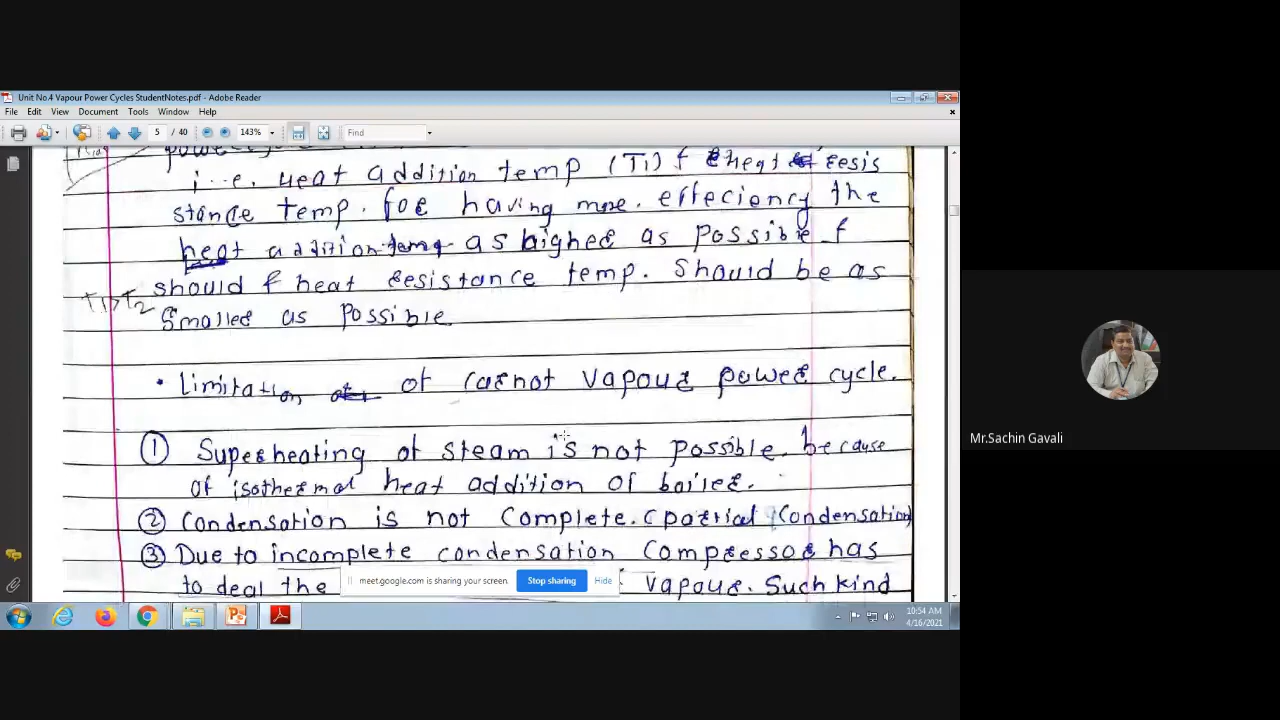 Unit No.4 Vapour Power Cycles StudentNotes.pdf - Adobe Reader
File Edit View Document Tools Window Help
5 / 40 143% Find
i.e. Heat addition temp (T1) f heat resis
stance temp. for having more. effeciency the
heat addition temp as higher as possible f
should f heat resistance temp. Should be as
T1>T2
Smaller as possible
• Limitation of carnot vapour power cycle.
① Superheating of steam is not possible. because
of isothermal heat addition of boiler.
② Condensation is not complete. (partial condensation)
③ Due to incomplete condensation Compressor has
to deal the vapour. Such kind
meet.google.com is sharing your screen. Stop sharing Hide
Mr.Sachin Gavali
10:54 AM
4/16/2021